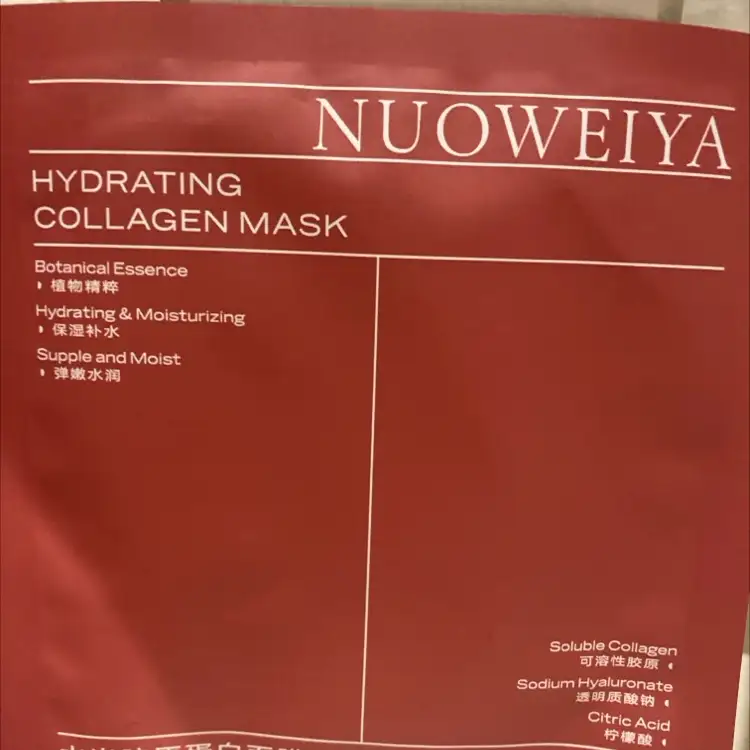 NUOWEIYA
HYDRATING
COLLAGEN MASK
Botanical Essence
植物精粹
Hydrating & Moisturizing
保湿补水
Supple and Moist
弹嫩水润
Soluble Collagen
可溶性胶原
Sodium Hyaluronate
透明质酸钠
Citric Acid
柠檬酸